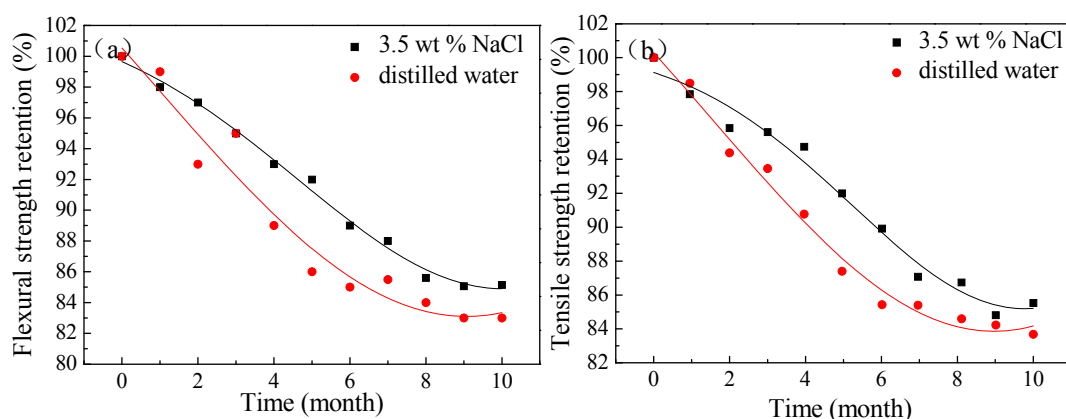 (a)
3.5 wt % NaCl
distilled water
Flexural strength retention (%)
102
100
98
96
94
92
90
88
86
84
82
80
0 2 4 6 8 10
Time (month)
(b)
3.5 wt % NaCl
distilled water
Tensile strength retention (%)
102
100
98
96
94
92
90
88
86
84
82
0 2 4 6 8 10
Time (month)